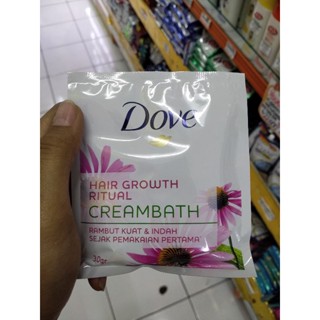 Dove
HAIR GROWTH
RITUAL
CREAMBATH
RAMBUT KUAT & INDAH
SEJAK PEMAKAIAN PERTAMA